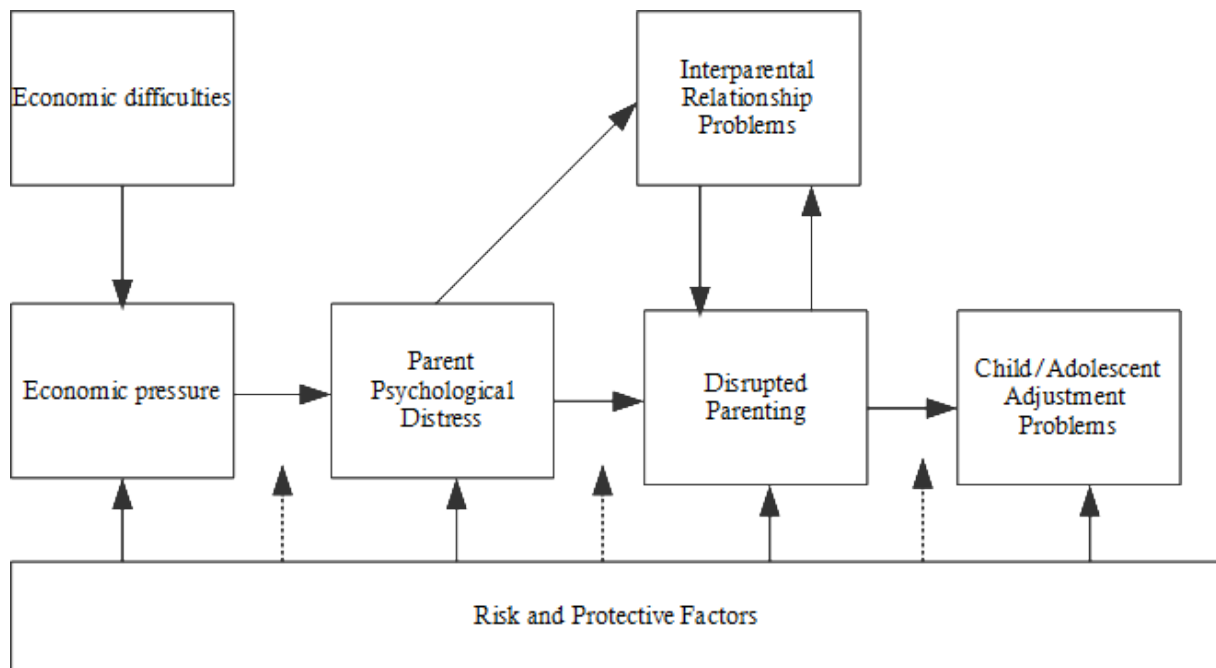 Economic difficulties
Interparental
Relationship
Problems
Economic pressure
Parent
Psychological
Distress
Disrupted
Parenting
Child/Adolescent
Adjustment
Problems
Risk and Protective Factors